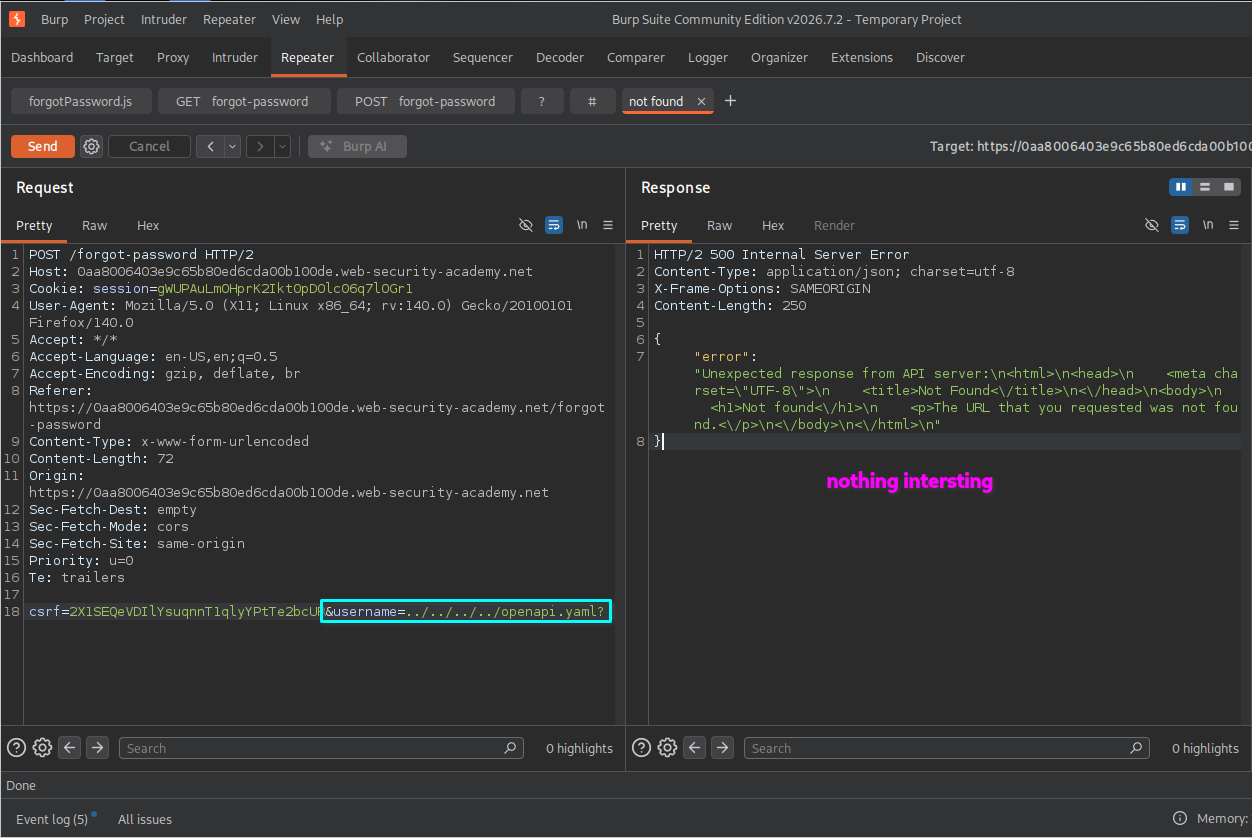 Burp Project Intruder Repeater View Help Burp Suite Community Edition v2026.7.2 - Temporary Project
Dashboard Target Proxy Intruder Repeater Collaborator Sequencer Decoder Comparer Logger Organizer Extensions Discover
forgotPassword.js GET forgot-password POST forgot-password ? # not found × +
Send Cancel < > Burp AI Target: https://0aa8006403e9c65b80ed6cda00b100
Request
Pretty Raw Hex \n
1 POST /forgot-password HTTP/2
2 Host: 0aa8006403e9c65b80ed6cda00b100de.web-security-academy.net
3 Cookie: session=gWUPAuLmOHprK2IktOpDOlcO6q7lOGr1
4 User-Agent: Mozilla/5.0 (X11; Linux x86_64; rv:140.0) Gecko/20100101
Firefox/140.0
5 Accept: */*
6 Accept-Language: en-US,en;q=0.5
7 Accept-Encoding: gzip, deflate, br
8 Referer:
https://0aa8006403e9c65b80ed6cda00b100de.web-security-academy.net/forgot
-password
9 Content-Type: x-www-form-urlencoded
10 Content-Length: 72
11 Origin:
https://0aa8006403e9c65b80ed6cda00b100de.web-security-academy.net
12 Sec-Fetch-Dest: empty
13 Sec-Fetch-Mode: cors
14 Sec-Fetch-Site: same-origin
15 Priority: u=0
16 Te: trailers
17
18 csrf=2X1SEQeVDIlYsuqnnT1qlyYPtTe2bcU&username=../../../../openapi.yaml?
Response
Pretty Raw Hex Render \n
1 HTTP/2 500 Internal Server Error
2 Content-Type: application/json; charset=utf-8
3 X-Frame-Options: SAMEORIGIN
4 Content-Length: 250
5
6 {
7 "error":
"Unexpected response from API server:\n<html>\n<head>\n    <meta cha
rset=\"UTF-8\">\n    <title>Not Found<\/title>\n<\/head>\n<body>\n
<h1>Not found<\/h1>\n    <p>The URL that you requested was not fou
nd.<\/p>\n<\/body>\n<\/html>\n"
8 }
nothing intersting
? Search 0 highlights
? Search 0 highlights
Done
Event log (5) All issues Memory: